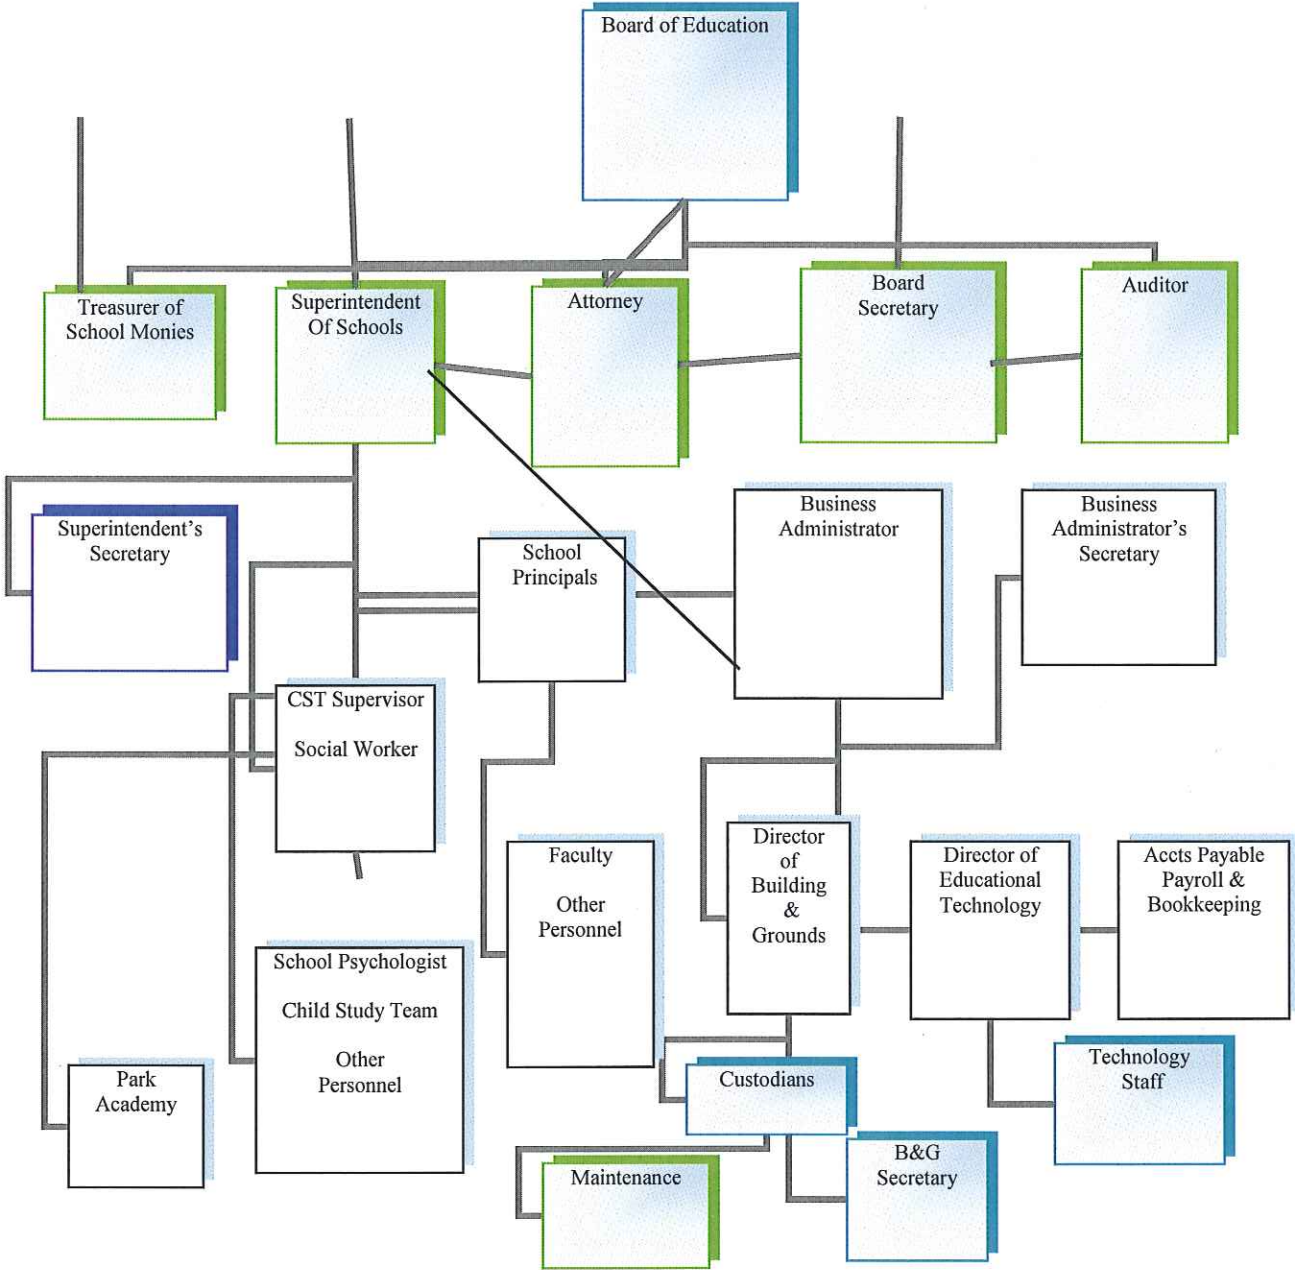 Board of Education
Treasurer of
School Monies
Superintendent
Of Schools
Attorney
Board
Secretary
Auditor
Superintendent’s
Secretary
School
Principals
Business
Administrator
Business
Administrator’s
Secretary
CST Supervisor
Social Worker
Faculty
Other
Personnel
Director
of
Building
&
Grounds
Director of
Educational
Technology
Accts Payable
Payroll &
Bookkeeping
School Psychologist
Child Study Team
Other
Personnel
Park
Academy
Custodians
Technology
Staff
Maintenance
B&G
Secretary